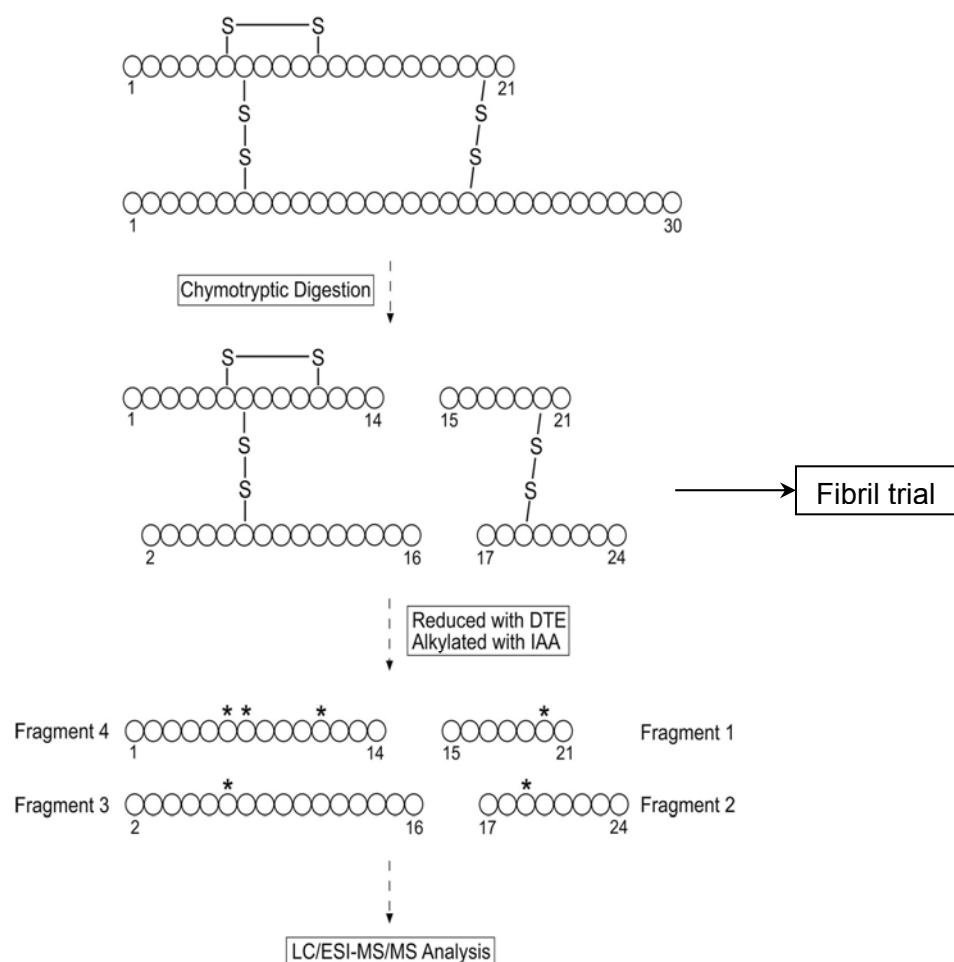 S S
1 21
S S
S S
1 30
Chymotryptic Digestion
S S
1 14 15 21
S S
S S
Fibril trial
2 16 17 24
Reduced with DTE
Alkylated with IAA
* * * *
Fragment 4 Fragment 1
1 14 15 21
* *
Fragment 3 Fragment 2
2 16 17 24
LC/ESI-MS/MS Analysis